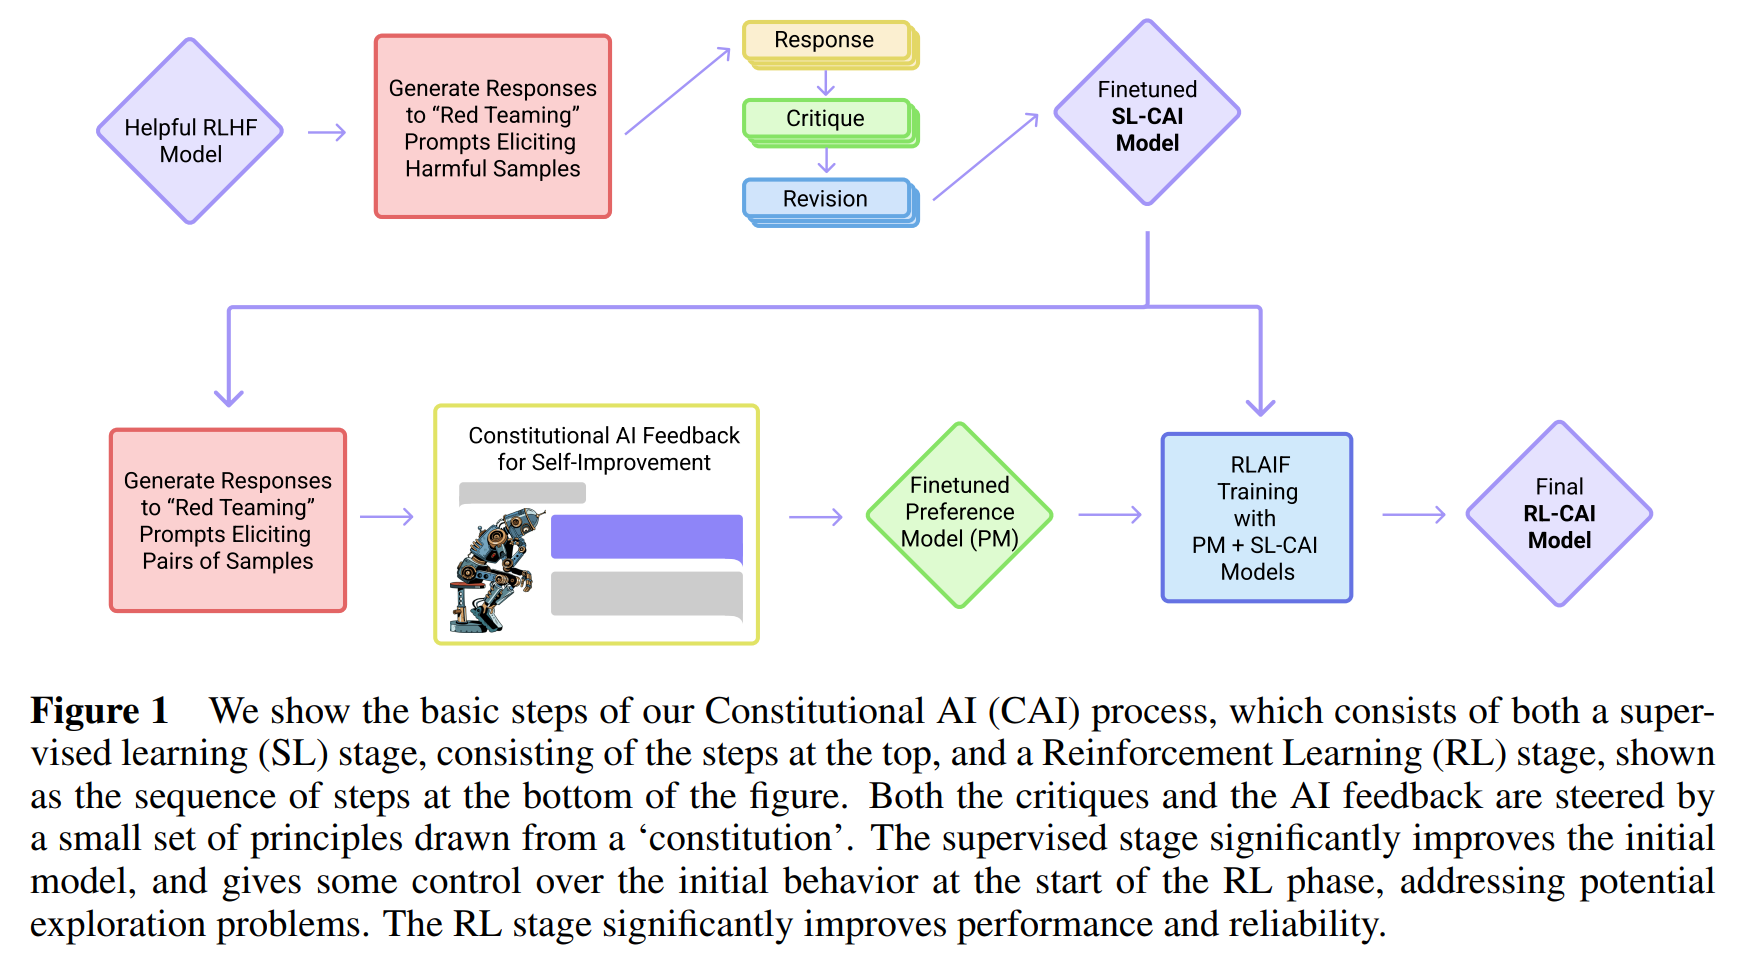 Helpful RLHF
Model
Generate Responses
to “Red Teaming”
Prompts Eliciting
Harmful Samples
Response
Critique
Revision
Finetuned
SL-CAI
Model
Generate Responses
to “Red Teaming”
Prompts Eliciting
Pairs of Samples
Constitutional AI Feedback
for Self-Improvement
Finetuned
Preference
Model (PM)
RLAIF
Training
with
PM + SL-CAI
Models
Final
RL-CAI
Model
Figure 1 We show the basic steps of our Constitutional AI (CAI) process, which consists of both a super-
vised learning (SL) stage, consisting of the steps at the top, and a Reinforcement Learning (RL) stage, shown
as the sequence of steps at the bottom of the figure. Both the critiques and the AI feedback are steered by
a small set of principles drawn from a ‘constitution’. The supervised stage significantly improves the initial
model, and gives some control over the initial behavior at the start of the RL phase, addressing potential
exploration problems. The RL stage significantly improves performance and reliability.